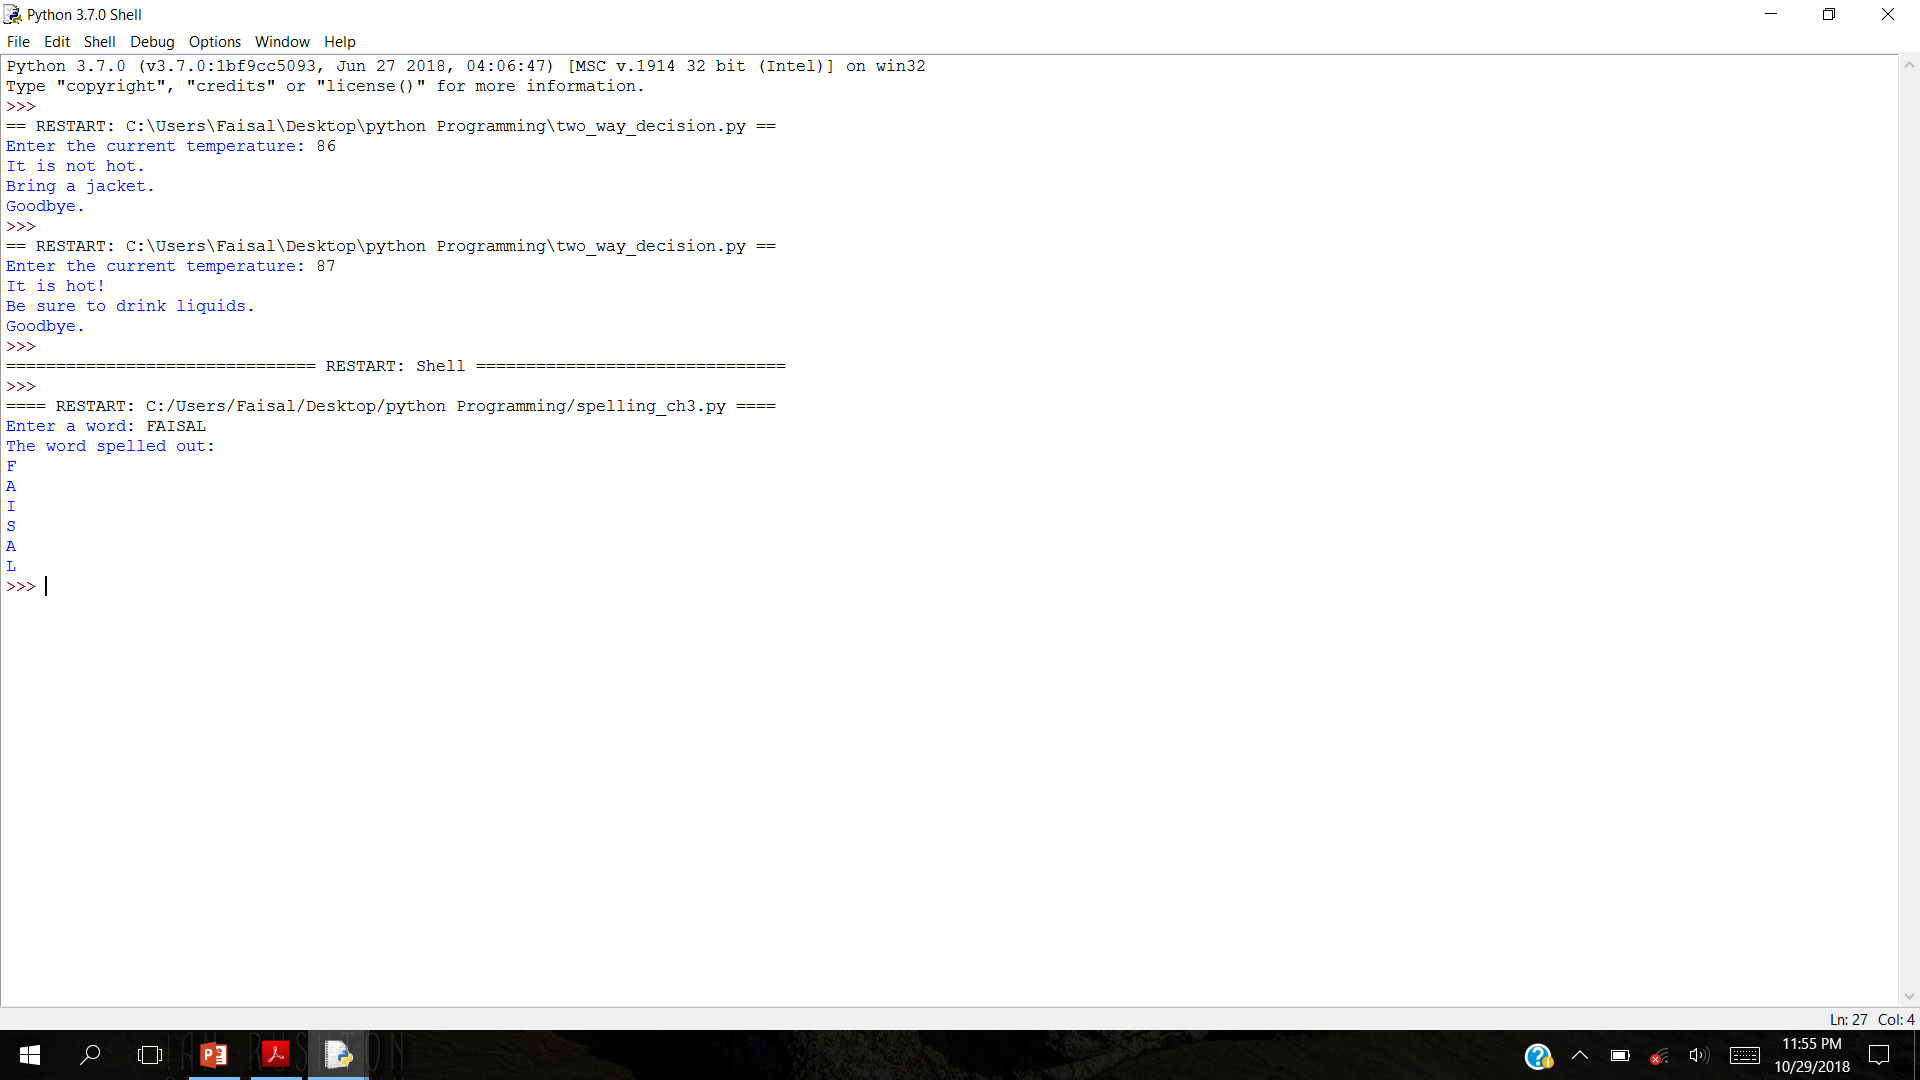 Python 3.7.0 Shell
File Edit Shell Debug Options Window Help
Python 3.7.0 (v3.7.0:1bf9cc5093, Jun 27 2018, 04:06:47) [MSC v.1914 32 bit (Intel)] on win32
Type "copyright", "credits" or "license()" for more information.
>>>
== RESTART: C:\Users\Faisal\Desktop\python Programming\two_way_decision.py ==
Enter the current temperature: 86
It is not hot.
Bring a jacket.
Goodbye.
>>>
== RESTART: C:\Users\Faisal\Desktop\python Programming\two_way_decision.py ==
Enter the current temperature: 87
It is hot!
Be sure to drink liquids.
Goodbye.
>>>
=============================== RESTART: Shell ===============================
>>>
==== RESTART: C:/Users/Faisal/Desktop/python Programming/spelling_ch3.py ====
Enter a word: FAISAL
The word spelled out:
F
A
I
S
A
L
>>>
Ln: 27 Col: 4
11:55 PM
10/29/2018